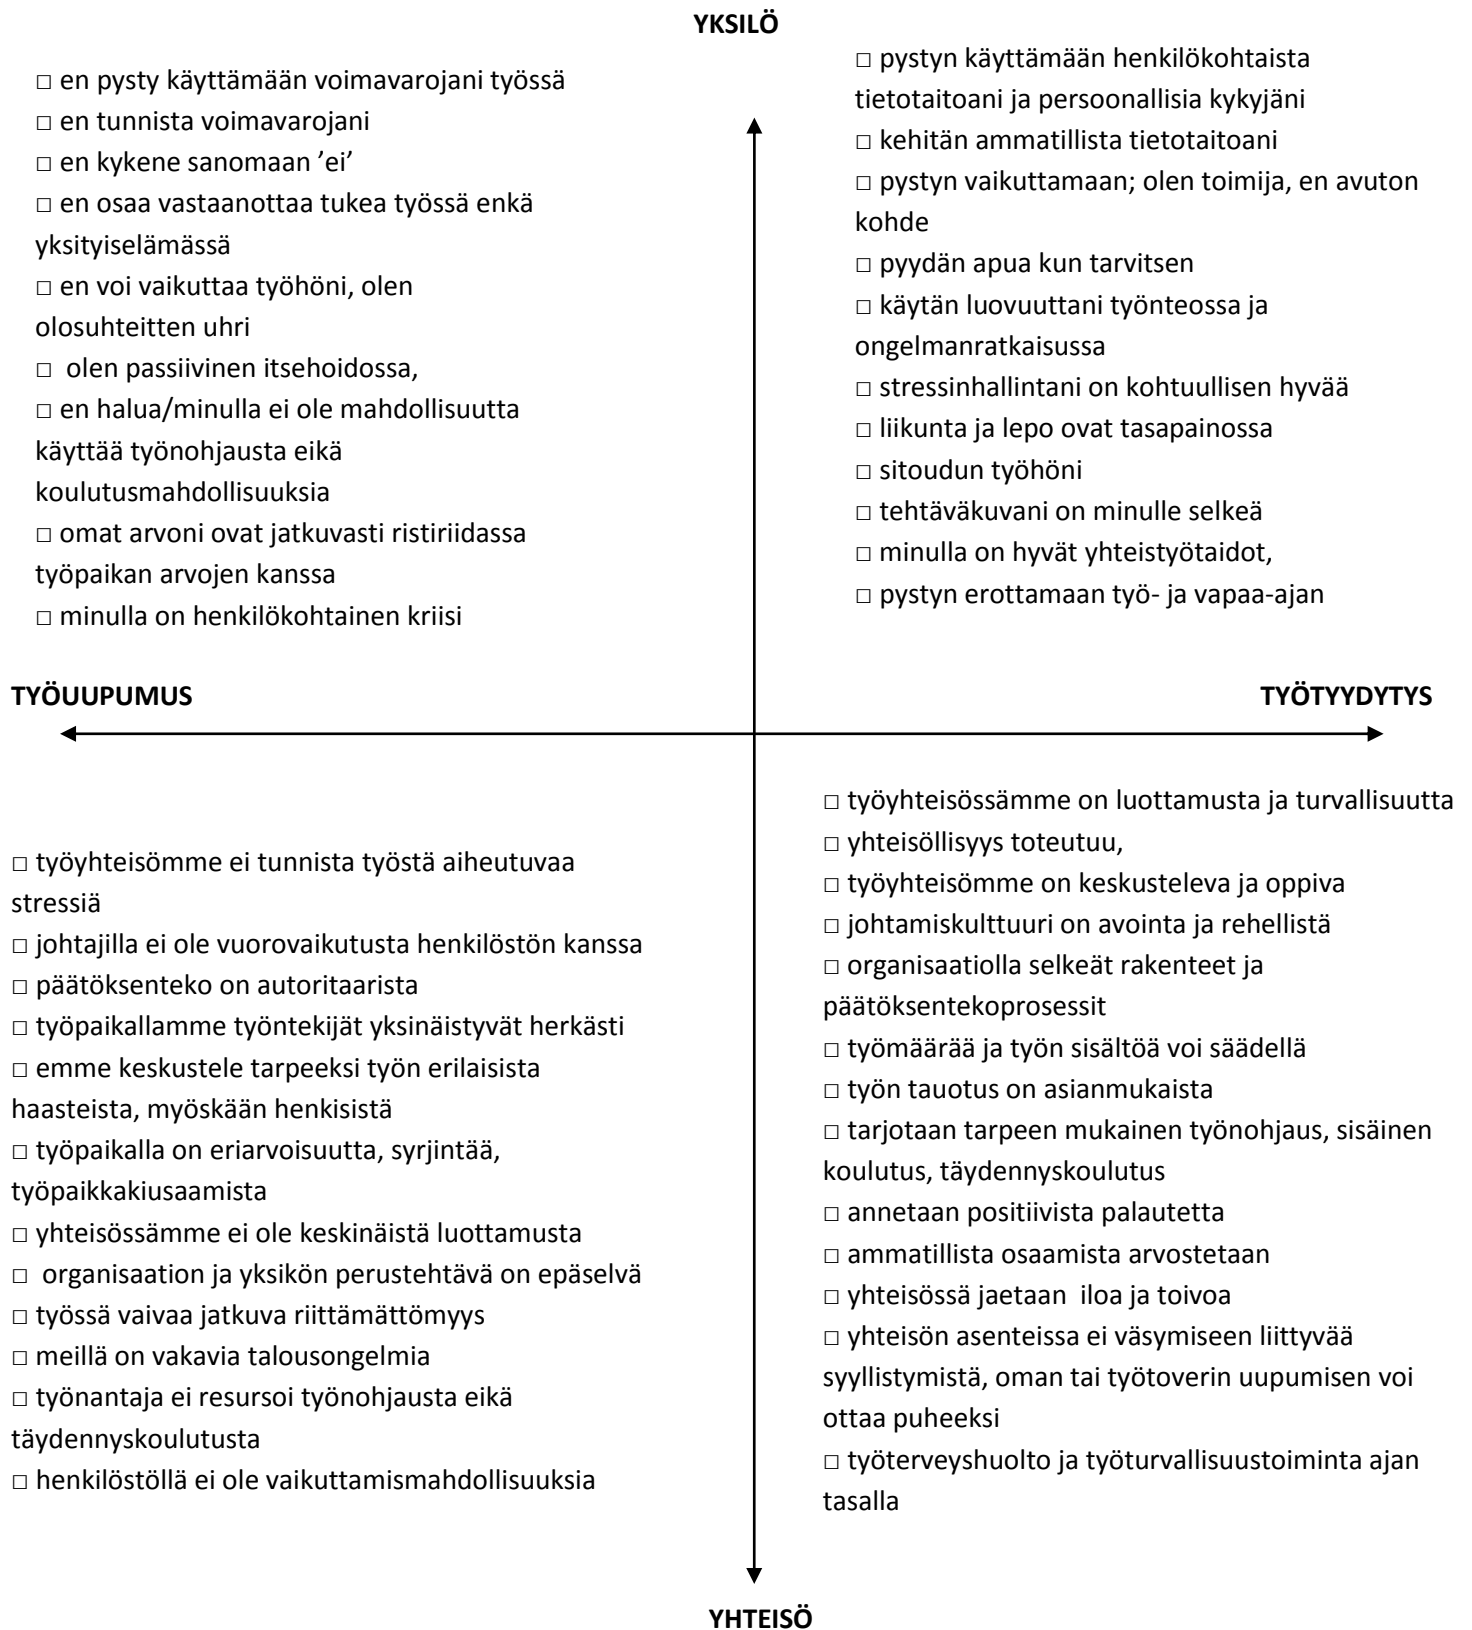 YKSILÖ
□ en pysty käyttämään voimavarojani työssä
□ en tunnista voimavarojani
□ en kykene sanomaan ’ei’
□ en osaa vastaanottaa tukea työssä enkä
yksityiselämässä
□ en voi vaikuttaa työhöni, olen
olosuhteitten uhri
□ olen passiivinen itsehoidossa,
□ en halua/minulla ei ole mahdollisuutta
käyttää työnohjausta eikä
koulutusmahdollisuuksia
□ omat arvoni ovat jatkuvasti ristiriidassa
työpaikan arvojen kanssa
□ minulla on henkilökohtainen kriisi
□ pystyn käyttämään henkilökohtaista
tietotaitoani ja persoonallisia kykyjäni
□ kehitän ammatillista tietotaitoani
□ pystyn vaikuttamaan; olen toimija, en avuton
kohde
□ pyydän apua kun tarvitsen
□ käytän luovuuttani työnteossa ja
ongelmanratkaisussa
□ stressinhallintani on kohtuullisen hyvää
□ liikunta ja lepo ovat tasapainossa
□ sitoudun työhöni
□ tehtäväkuvani on minulle selkeä
□ minulla on hyvät yhteistyötaidot,
□ pystyn erottamaan työ- ja vapaa-ajan
TYÖUUPUMUS
TYÖTYYDYTYS
□ työyhteisömme ei tunnista työstä aiheutuvaa
stressiä
□ johtajilla ei ole vuorovaikutusta henkilöstön kanssa
□ päätöksenteko on autoritaarista
□ työpaikallamme työntekijät yksinäistyvät herkästi
□ emme keskustele tarpeeksi työn erilaisista
haasteista, myöskään henkisistä
□ työpaikalla on eriarvoisuutta, syrjintää,
työpaikkakiusaamista
□ yhteisössämme ei ole keskinäistä luottamusta
□ organisaation ja yksikön perustehtävä on epäselvä
□ työssä vaivaa jatkuva riittämättömyys
□ meillä on vakavia talousongelmia
□ työnantaja ei resursoi työnohjausta eikä
täydennyskoulutusta
□ henkilöstöllä ei ole vaikuttamismahdollisuuksia
□ työyhteisössämme on luottamusta ja turvallisuutta
□ yhteisöllisyys toteutuu,
□ työyhteisömme on keskusteleva ja oppiva
□ johtamiskulttuuri on avointa ja rehellistä
□ organisaatiolla selkeät rakenteet ja
päätöksentekoprosessit
□ työmäärää ja työn sisältöä voi säädellä
□ työn tauotus on asianmukaista
□ tarjotaan tarpeen mukainen työnohjaus, sisäinen
koulutus, täydennyskoulutus
□ annetaan positiivista palautetta
□ ammatillista osaamista arvostetaan
□ yhteisössä jaetaan iloa ja toivoa
□ yhteisön asenteissa ei väsymiseen liittyvää
syyllistymistä, oman tai työtoverin uupumisen voi
ottaa puheeksi
□ työterveyshuolto ja työturvallisuustoiminta ajan
tasalla
YHTEISÖ